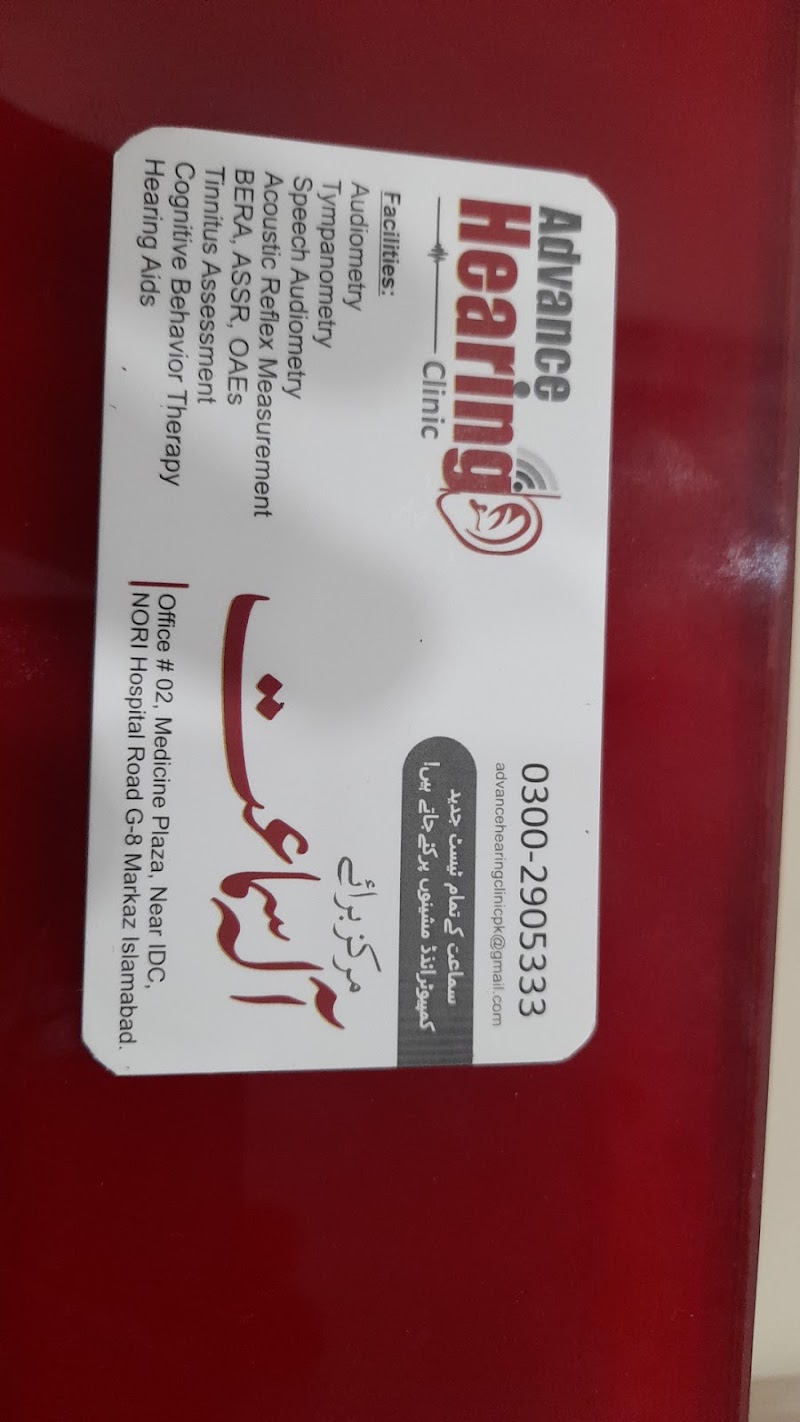 Advance
Hearing
Clinic
0300-2905333
advancehearingclinicpk@gmail.com
سماعت کے تمام ٹیسٹ جدید
کمپیوٹرائنڈ مشینوں پر کئے جاتے ہیں!
Facilities:
Audiometry
Tympanometry
Speech Audiometry
Acoustic Reflex Measurement
BERA, ASSR, OAEs
Tinnitus Assessment
Cognitive Behavior Therapy
Hearing Aids
مرکز برائے
آلہ سماعت
Office # 02, Medicine Plaza, Near IDC,
NORI Hospital Road G-8 Markaz Islamabad.